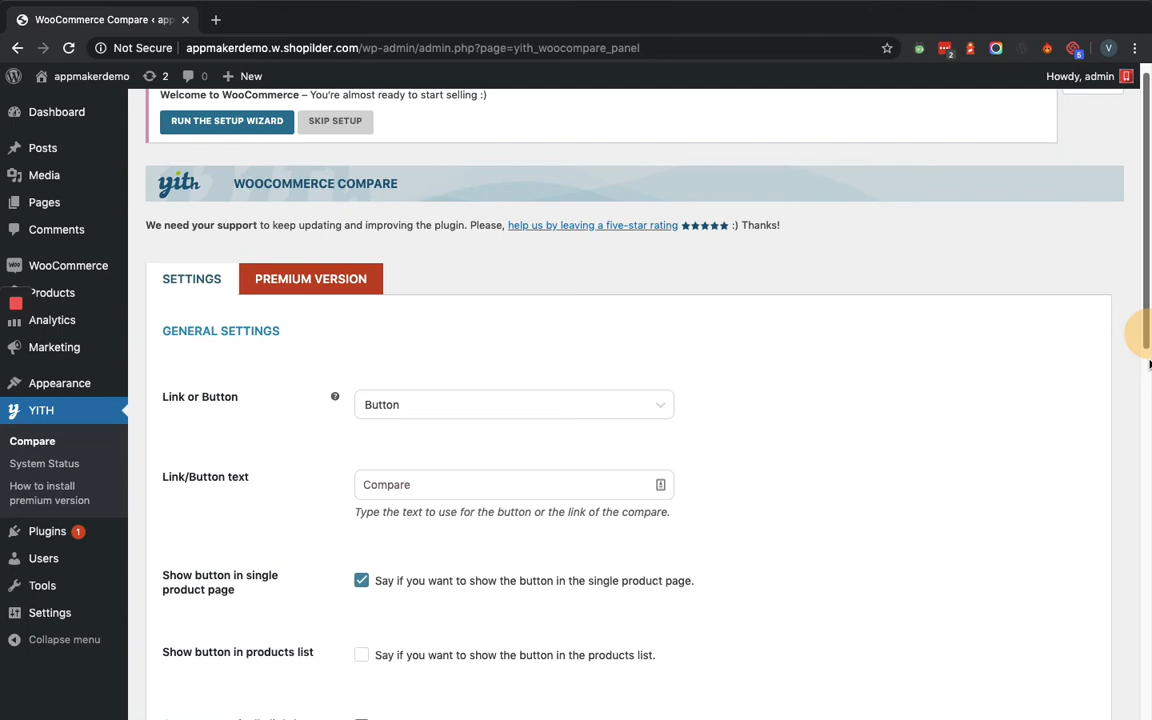 WooCommerce Compare ‹ app
Not Secure
appmakerdemo.w.shopilder.com/wp-admin/admin.php?page=yith_woocompare_panel
2
5
V
appmakerdemo
2
0
New
Howdy, admin
Welcome to WooCommerce – You're almost ready to start selling :)
RUN THE SETUP WIZARD
SKIP SETUP
Dashboard
Posts
Media
Pages
Comments
WooCommerce
Products
Analytics
Marketing
Appearance
YITH
Compare
System Status
How to install
premium version
Plugins 1
Users
Tools
Settings
Collapse menu
yith
WOOCOMMERCE COMPARE
We need your support to keep updating and improving the plugin. Please, help us by leaving a five-star rating ★★★★★ :) Thanks!
SETTINGS
PREMIUM VERSION
GENERAL SETTINGS
Link or Button
Button
Link/Button text
Compare
Type the text to use for the button or the link of the compare.
Show button in single
product page
Say if you want to show the button in the single product page.
Show button in products list
Say if you want to show the button in the products list.